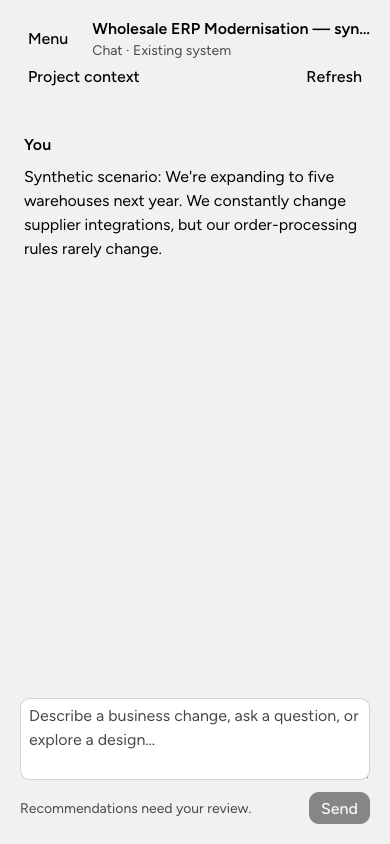 Menu
Wholesale ERP Modernisation — syn...
Chat · Existing system
Project context
Refresh
You
Synthetic scenario: We're expanding to five
warehouses next year. We constantly change
supplier integrations, but our order-processing
rules rarely change.
Describe a business change, ask a question, or
explore a design...
Recommendations need your review.
Send